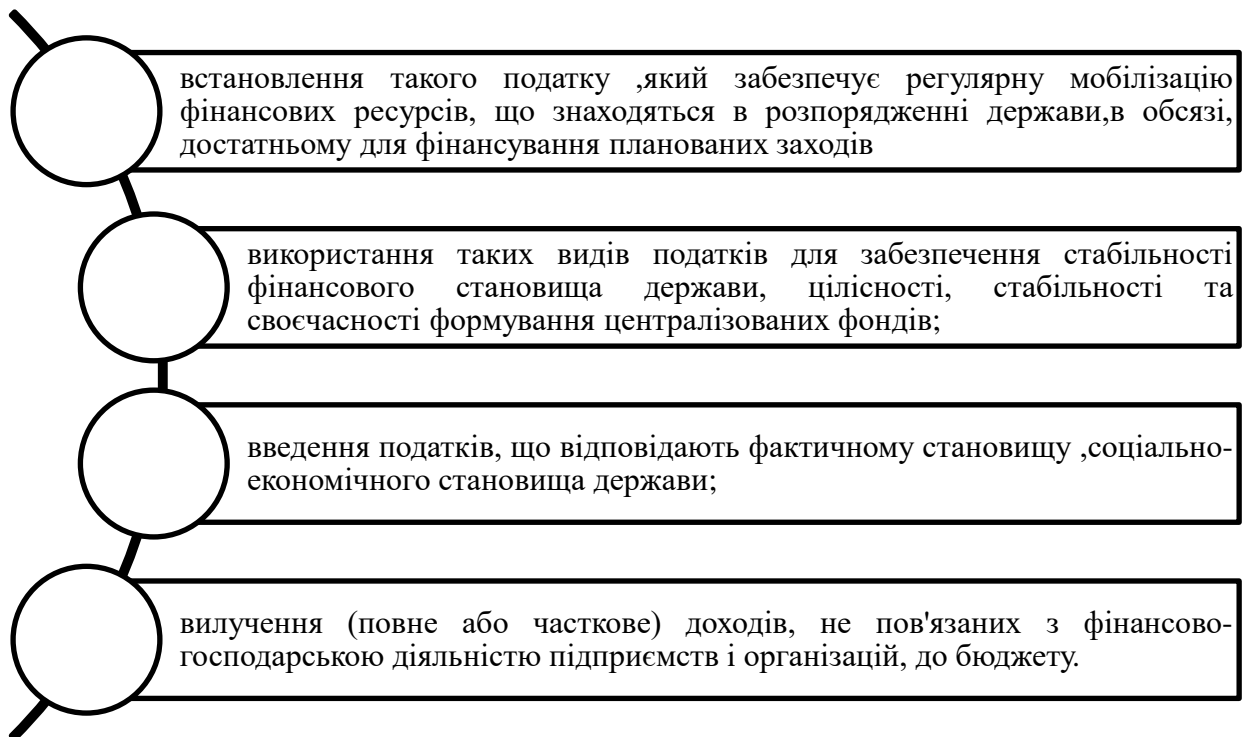 встановлення такого податку ,який забезпечує регулярну мобілізацію
фінансових ресурсів, що знаходяться в розпорядженні держави,в обсязі,
достатньому для фінансування планованих заходів
використання таких видів податків для забезпечення стабільності
фінансового становища держави, цілісності, стабільності та
своєчасності формування централізованих фондів;
введення податків, що відповідають фактичному становищу ,соціально-
економічного становища держави;
вилучення (повне або часткове) доходів, не пов'язаних з фінансово-
господарською діяльністю підприємств і організацій, до бюджету.